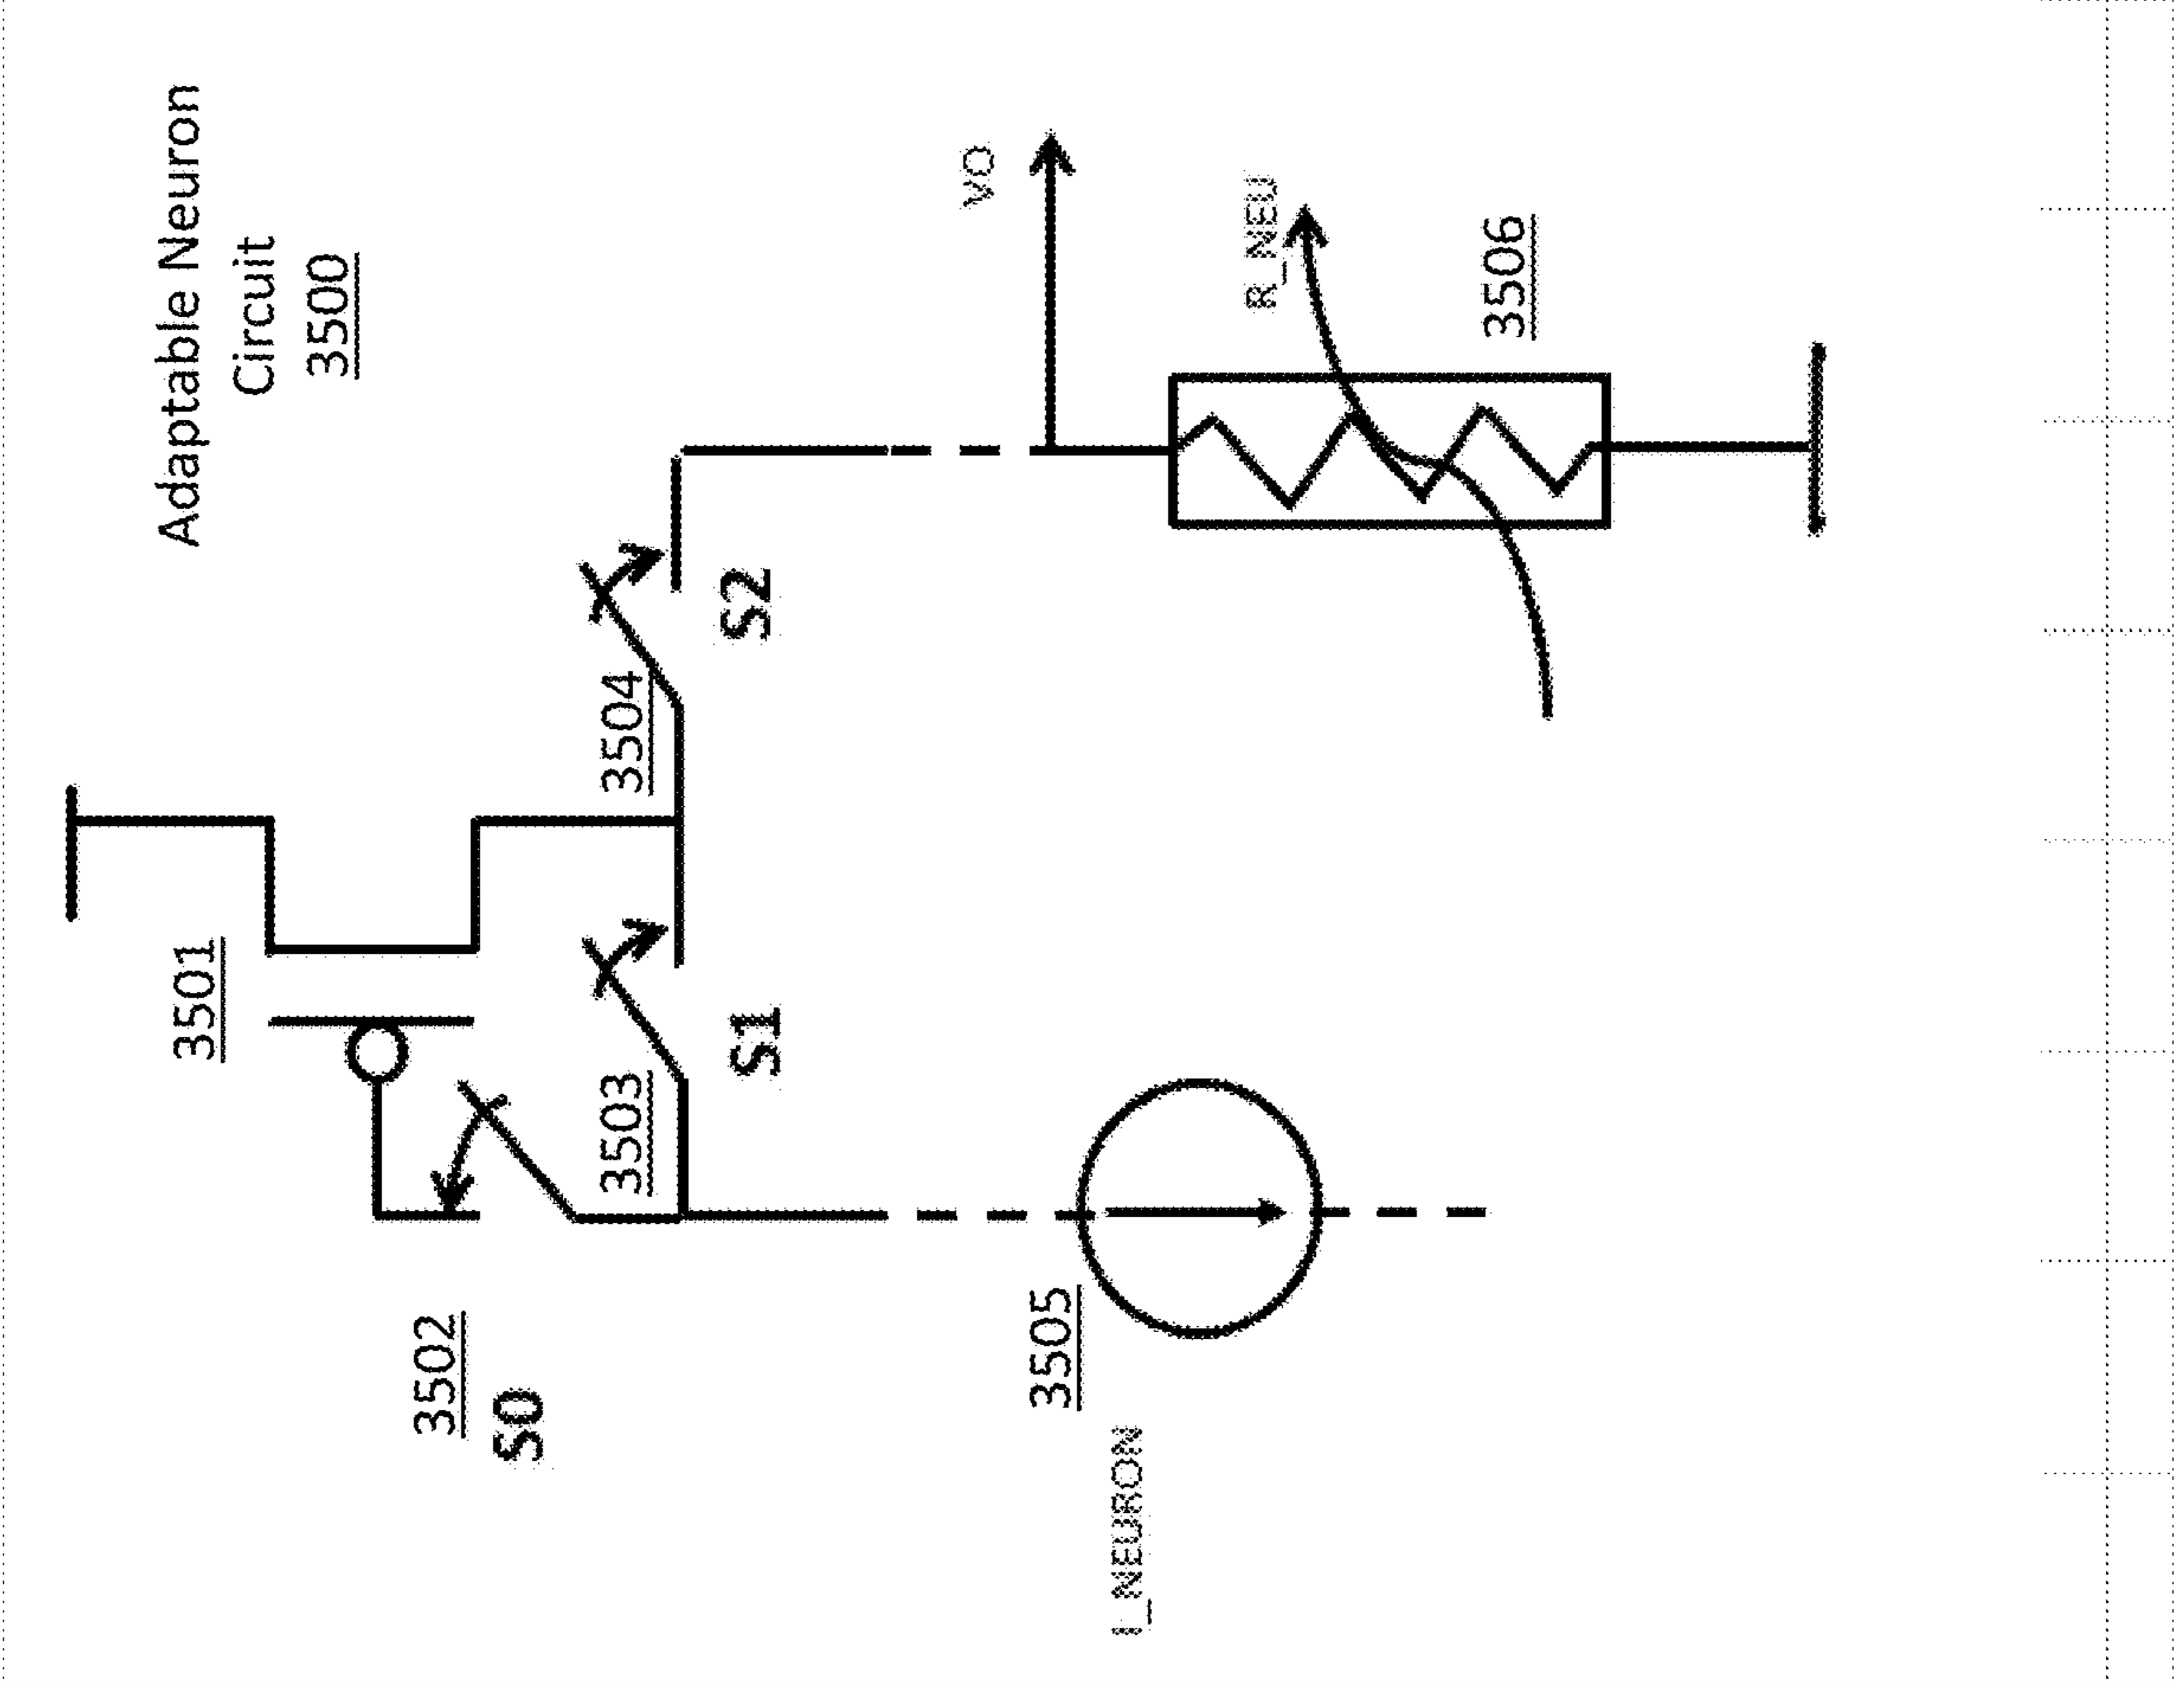 Adaptable Neuron
Circuit
3500
3501
3502
S0
3503
S1
3504
S2
VO
3505
I_NEURON
R_NEU
3506